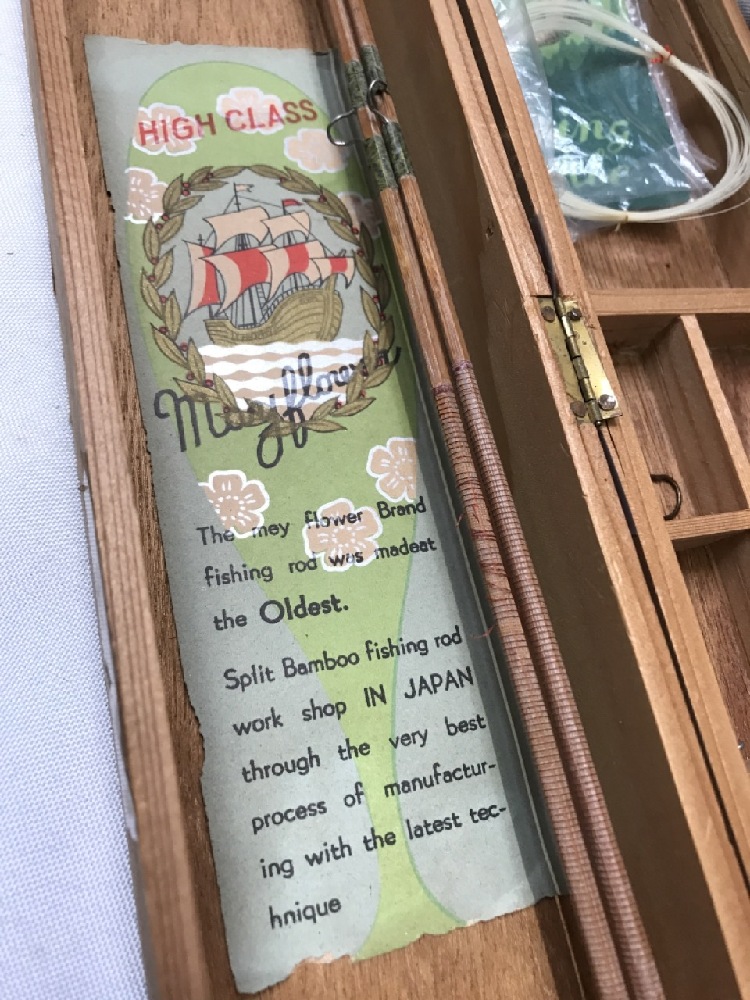 HIGH CLASS
Mayflower
The mey flower Brand
fishing rod was madeat
the Oldest.
Split Bamboo fishing rod
work shop IN JAPAN
through the very best
process of manufactur-
ing with the latest tec-
hnique
ing